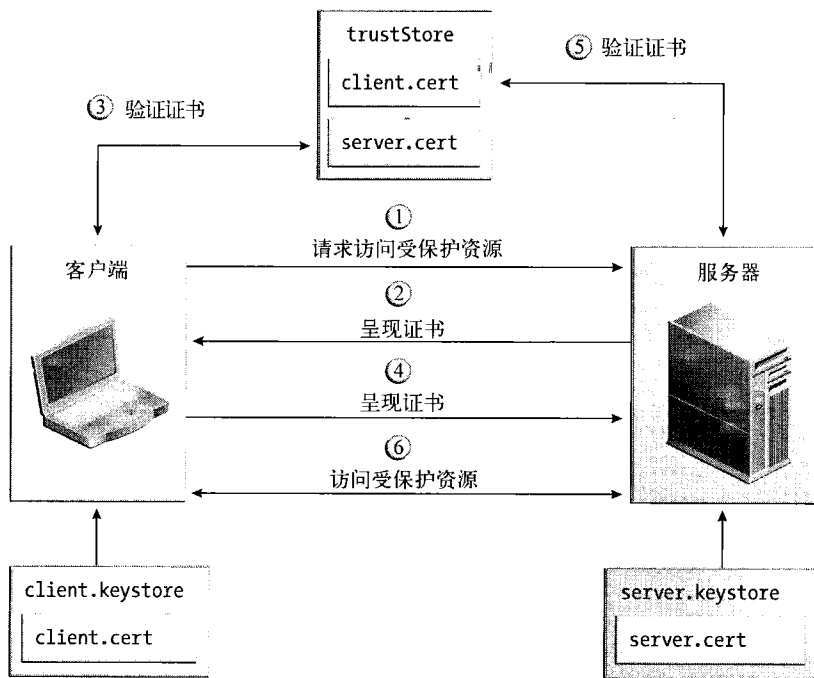 trustStore
client.cert
server.cert
⑤ 验证证书
③ 验证证书
①
请求访问受保护资源
客户端
服务器
②
呈现证书
④
呈现证书
⑥
访问受保护资源
client.keystore
client.cert
server.keystore
server.cert